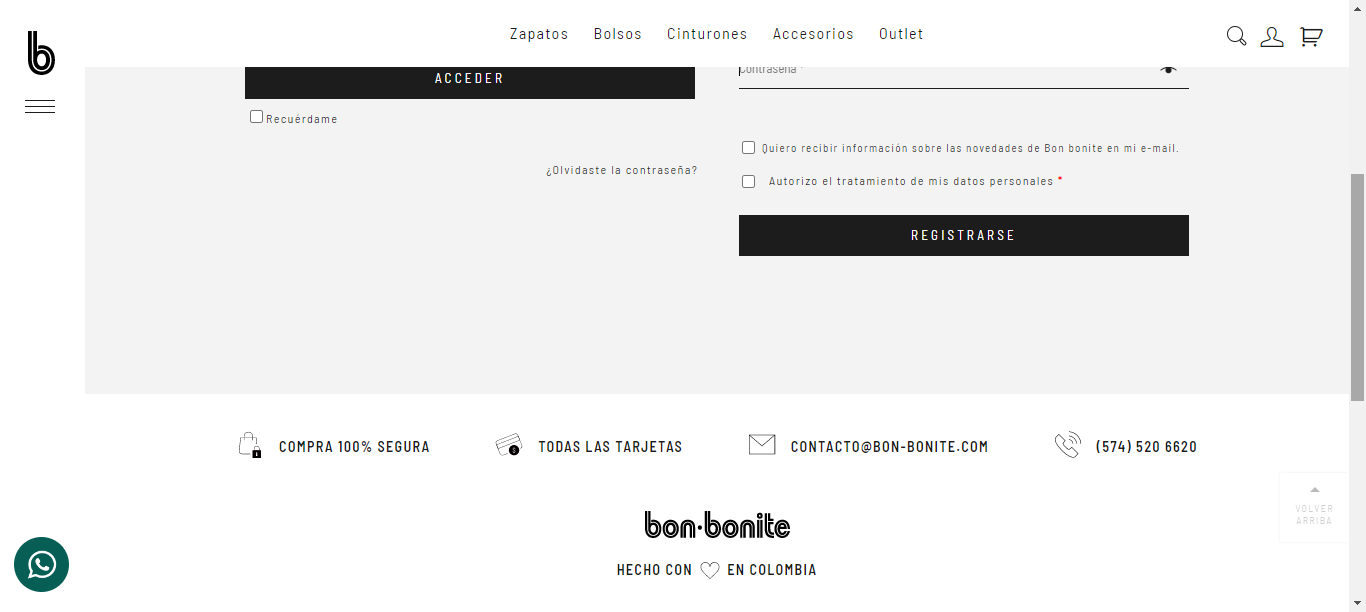 b
Zapatos Bolsos Cinturones Accesorios Outlet
ACCEDER
Contraseña *
Recuérdame
Quiero recibir información sobre las novedades de Bon bonite en mi e-mail.
¿Olvidaste la contraseña?
Autorizo el tratamiento de mis datos personales *
REGISTRARSE
COMPRA 100% SEGURA
TODAS LAS TARJETAS
CONTACTO@BON-BONITE.COM
(574) 520 6620
VOLVER
ARRIBA
bon·bonite
HECHO CON EN COLOMBIA